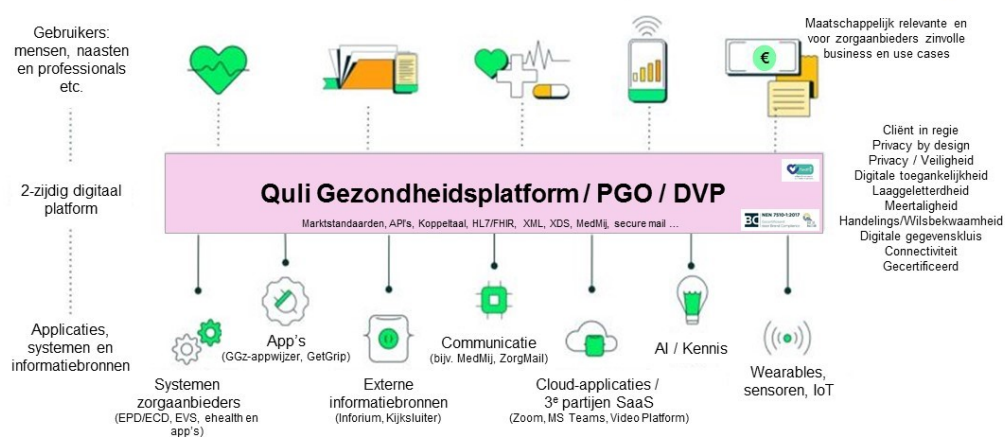 Gebruikers:
mensen, naasten
en professionals
etc.
Maatschappelijk relevante en
voor zorgaanbieders zinvolle
business en use cases
€
2-zijdig digitaal
platform
Quli Gezondheidsplatform / PGO / DVP
Marktstandaarden, API's, Koppeltaal, HL7/FHIR, XML, XDS, MedMij, secure mail ...
NEN 7510-1:2017
Cliënt in regie
Privacy by design
Privacy / Veiligheid
Digitale toegankelijkheid
Laaggeletterdheid
Meertaligheid
Handelings/Wilsbekwaamheid
Digitale gegevenskluis
Connectiviteit
Gecertificeerd
Applicaties,
systemen en
informatiebronnen
Systemen
zorgaanbieders
(EPD/ECD, EVS, ehealth en
app's)
App's
(GGz-appwijzer, GetGrip)
Externe
informatiebronnen
(Inforium, Kijksluiter)
Communicatie
(bijv. MedMij, ZorgMail)
Cloud-applicaties /
3e partijen SaaS
(Zoom, MS Teams, Video Platform)
AI / Kennis
Wearables,
sensoren, IoT